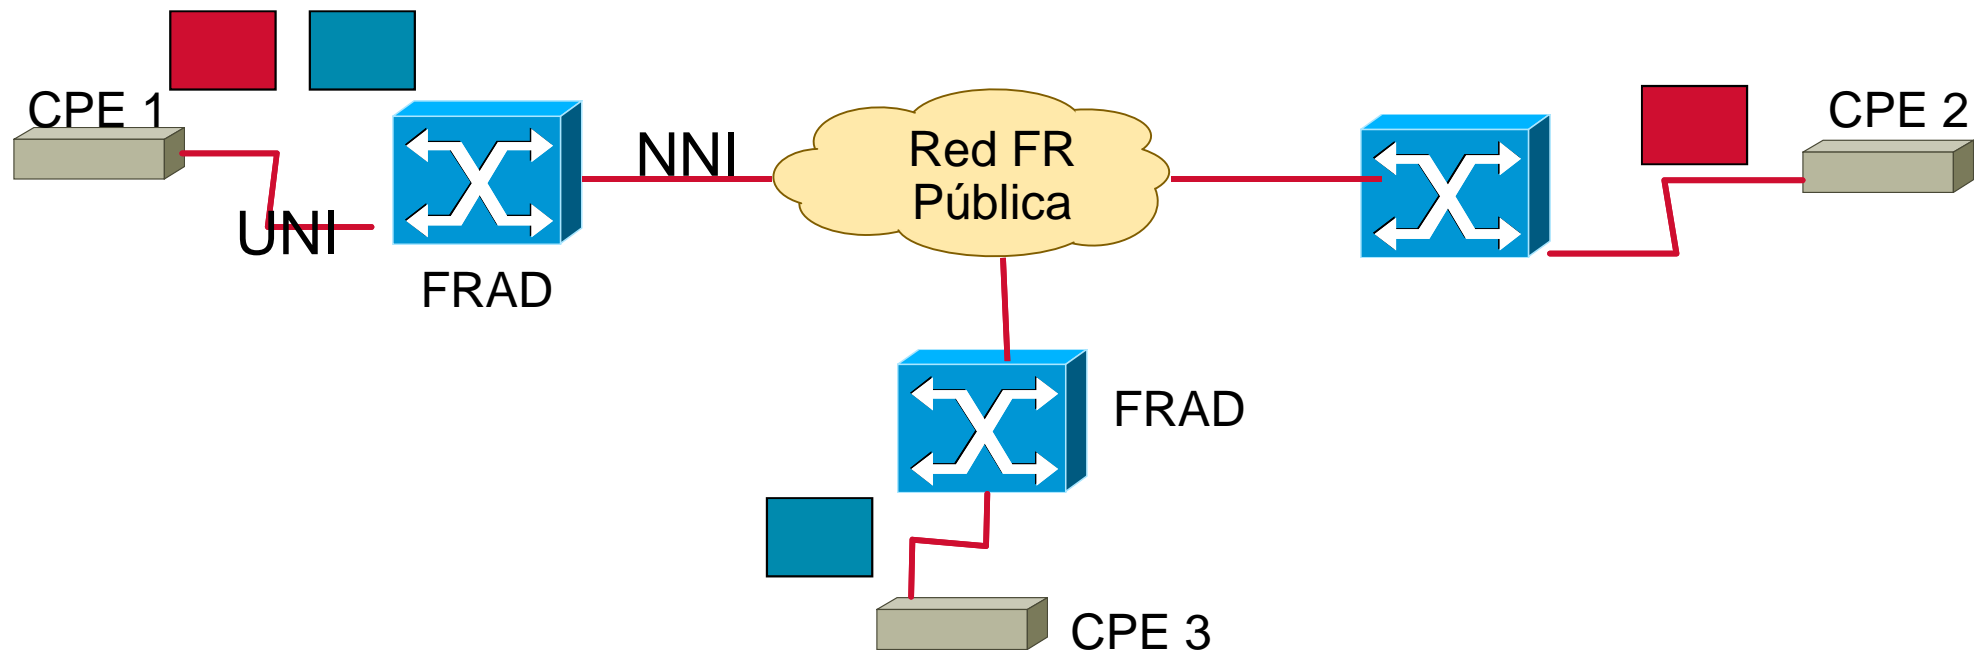 CPE 1
UNI
FRAD
NNI
Red FR
Pública
CPE 2
FRAD
CPE 3